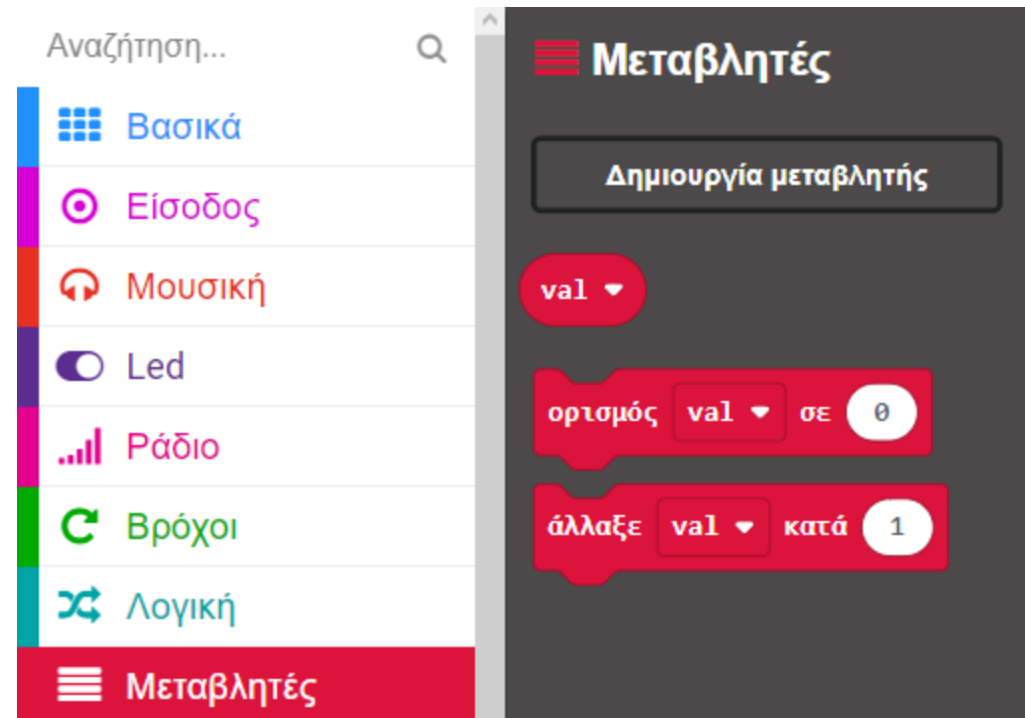 Αναζήτηση...
Βασικά
Είσοδος
Μουσική
Led
Ράδιο
Βρόχοι
Λογική
Μεταβλητές
Μεταβλητές
Δημιουργία μεταβλητής
val
ορισμός val σε 0
άλλαξε val κατά 1